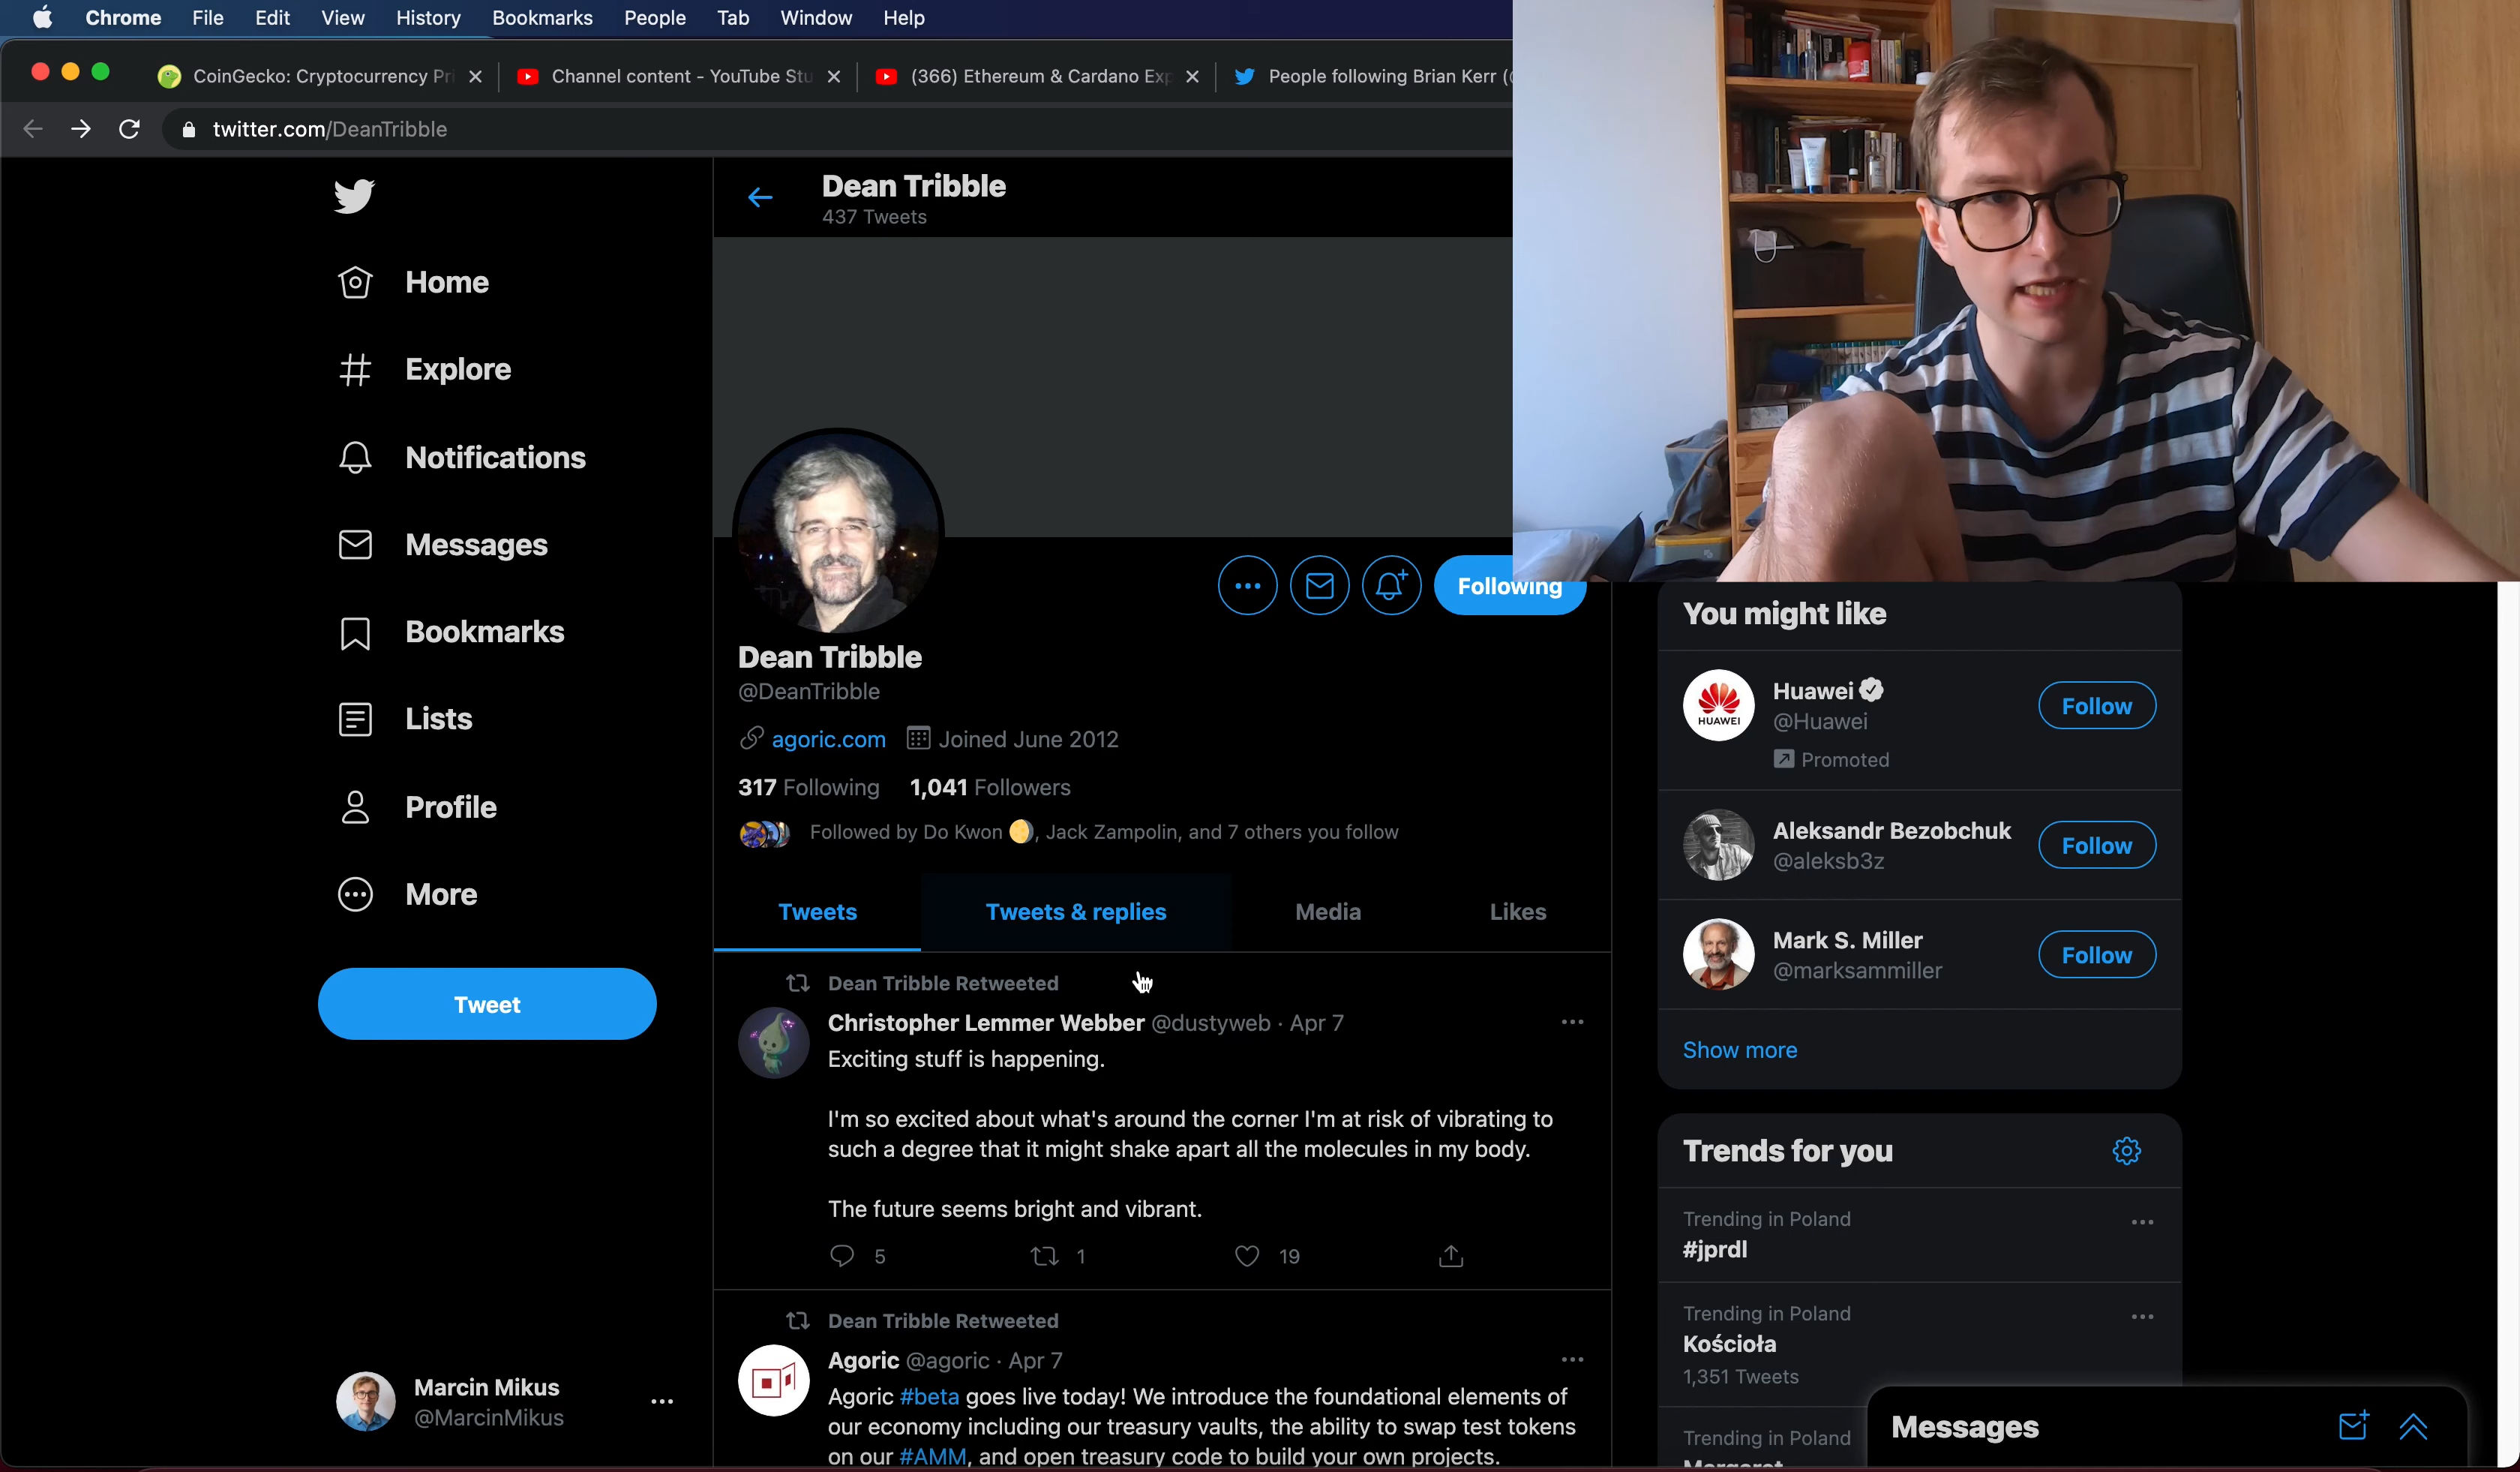 Chrome File Edit View History Bookmarks People Tab Window Help
CoinGecko: Cryptocurrency Pri
Channel content - YouTube Stu
(366) Ethereum & Cardano Exp
People following Brian Kerr (
twitter.com/DeanTribble
Home
Explore
Notifications
Messages
Bookmarks
Lists
Profile
More
Tweet
Marcin Mikus
@MarcinMikus
Dean Tribble
437 Tweets
Following
Dean Tribble
@DeanTribble
agoric.com Joined June 2012
317 Following 1,041 Followers
Followed by Do Kwon 🌖, Jack Zampolin, and 7 others you follow
Tweets Tweets & replies Media Likes
Dean Tribble Retweeted
Christopher Lemmer Webber @dustyweb · Apr 7
Exciting stuff is happening.
I'm so excited about what's around the corner I'm at risk of vibrating to
such a degree that it might shake apart all the molecules in my body.
The future seems bright and vibrant.
5 1 19
Dean Tribble Retweeted
Agoric @agoric · Apr 7
Agoric #beta goes live today! We introduce the foundational elements of
our economy including our treasury vaults, the ability to swap test tokens
on our #AMM, and open treasury code to build your own projects.
You might like
Huawei
@Huawei
Promoted
Follow
HUAWEI
Aleksandr Bezobchuk
@aleksb3z
Follow
Mark S. Miller
@marksammiller
Follow
Show more
Trends for you
Trending in Poland
#jprdl
Trending in Poland
Kościoła
1,351 Tweets
Trending in Poland
Messages